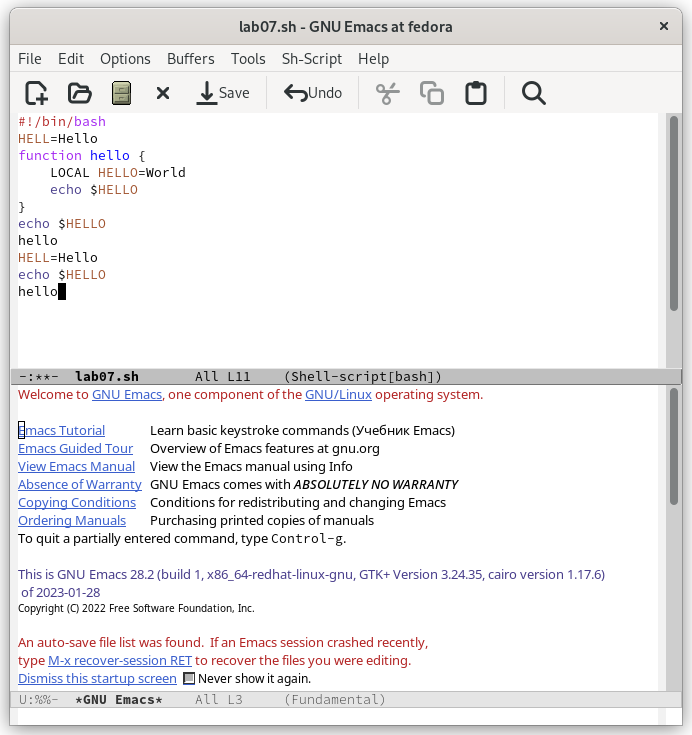 lab07.sh - GNU Emacs at fedora
File Edit Options Buffers Tools Sh-Script Help
Save Undo
#!/bin/bash
HELL=Hello
function hello {
    LOCAL HELLO=World
    echo $HELLO
}
echo $HELLO
hello
HELL=Hello
echo $HELLO
hello
-:**-  lab07.sh       All L11    (Shell-script[bash])
Welcome to GNU Emacs, one component of the GNU/Linux operating system.
Emacs Tutorial Learn basic keystroke commands (Учебник Emacs)
Emacs Guided Tour Overview of Emacs features at gnu.org
View Emacs Manual View the Emacs manual using Info
Absence of Warranty GNU Emacs comes with ABSOLUTELY NO WARRANTY
Copying Conditions Conditions for redistributing and changing Emacs
Ordering Manuals Purchasing printed copies of manuals
To quit a partially entered command, type Control-g.
This is GNU Emacs 28.2 (build 1, x86_64-redhat-linux-gnu, GTK+ Version 3.24.35, cairo version 1.17.6)
 of 2023-01-28
Copyright (C) 2022 Free Software Foundation, Inc.
An auto-save file list was found.  If an Emacs session crashed recently,
type M-x recover-session RET to recover the files you were editing.
Dismiss this startup screen Never show it again.
U:%%-  *GNU Emacs*    All L3     (Fundamental)